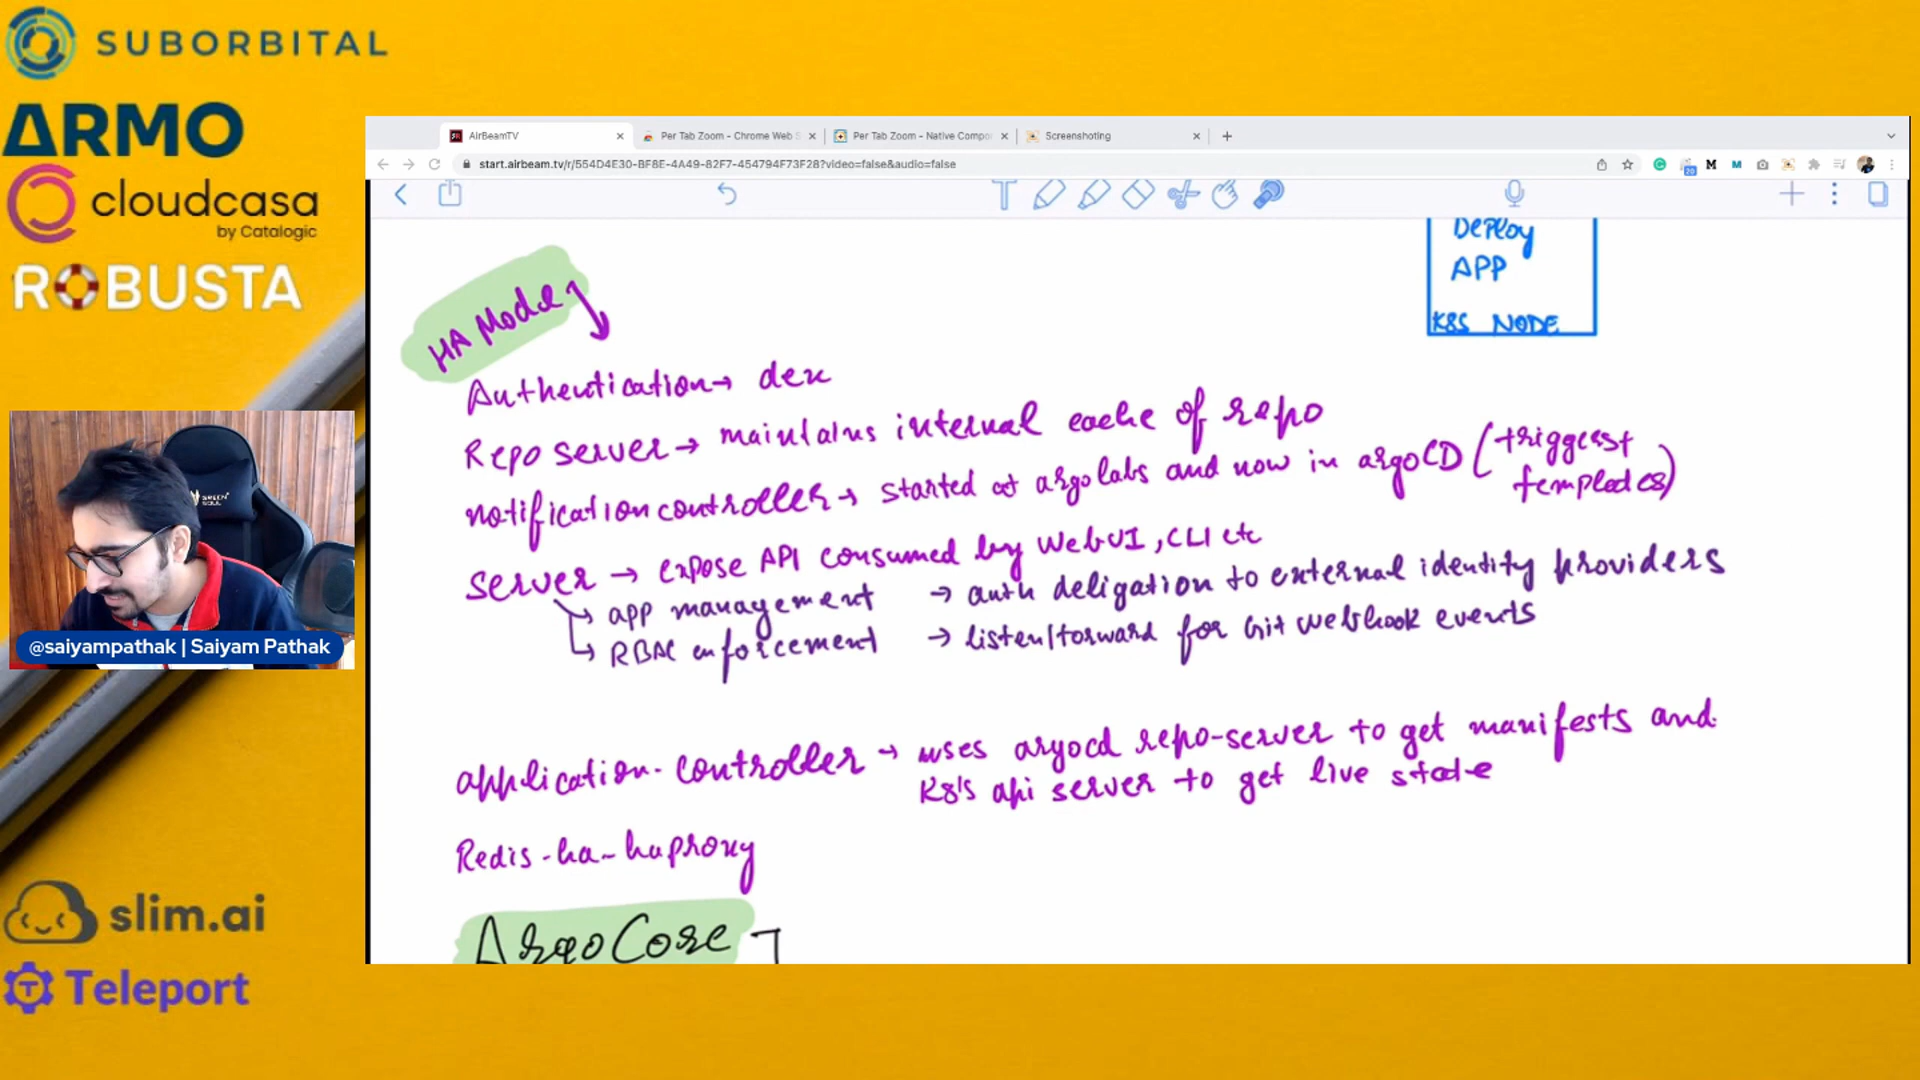 SUBORBITAL
ARMO
cloudcasa
by Catalogic
ROBUSTA
@saiyampathak | Saiyam Pathak
slim.ai
Teleport
AirBeamTV
Per Tab Zoom - Chrome Web S
Per Tab Zoom - Native Compo
Screenshoting
start.airbeam.tv/r/554D4E30-BF8E-4A49-82F7-454794F73F28?video=false&audio=false
Deploy
APP
K8S NODE
HA Mode
Authentication → dex
Repo server → maintains internal cache of repo
notification controller → started at argolabs and now in argoCD (triggers +
templates)
Server → expose API consumed by WebUI, CLI etc
→ app management → auth deligation to external identity providers
→ RBAC enforcement → listen/forward for Git webhook events
application-controller → uses argocd repo-server to get manifests and
K8's api server to get live state
Redis-ha-haproxy
ArgoCore